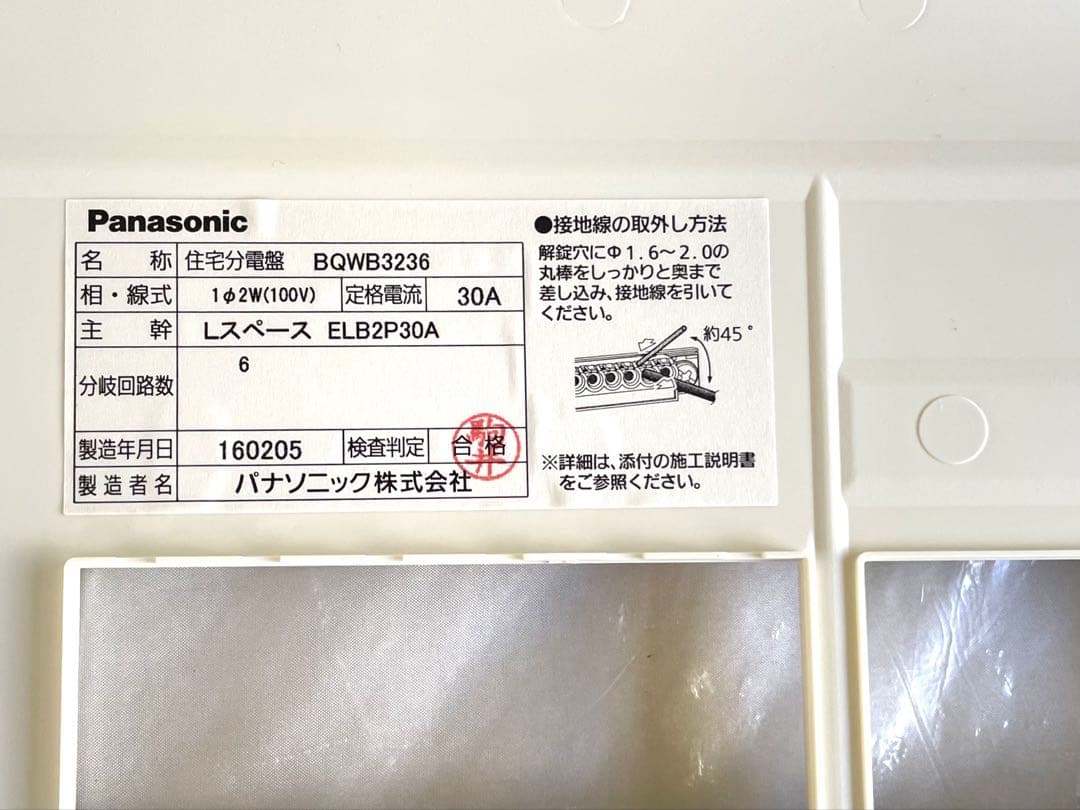 Panasonic
名 称 住宅分電盤 BQWB3236
相・線式 1φ2W(100V) 定格電流 30A
主 幹 Lスペース ELB2P30A
分岐回路数 6
製造年月日 160205 検査判定 合格
駒井
製造者名 パナソニック株式会社
●接地線の取外し方法
解錠穴にΦ1.6～2.0の
丸棒をしっかりと奥まで
差し込み、接地線を引いて
ください。
約45°
※詳細は、添付の施工説明書
をご参照ください。